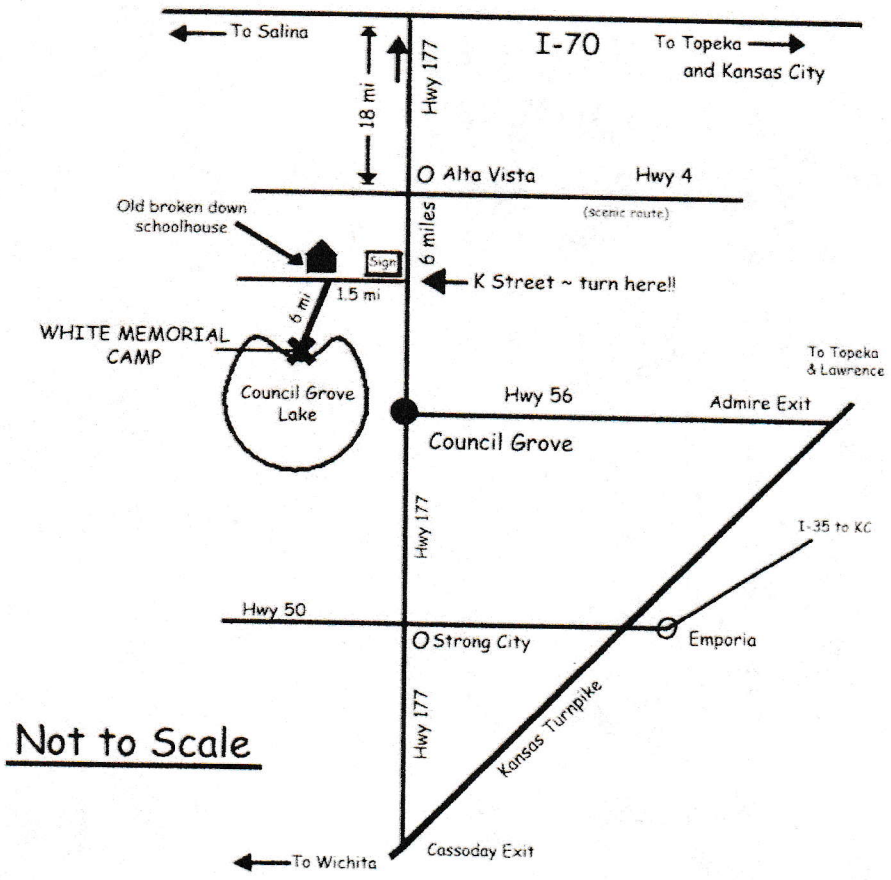 To Salina
I-70
To Topeka
and Kansas City
18 mi
Hwy 177
Alta Vista
Hwy 4
(scenic route)
Old broken down
schoolhouse
6 miles
Sign
K Street ~ turn here!!
1.5 mi
6 mi
WHITE MEMORIAL
CAMP
To Topeka
& Lawrence
Council Grove
Lake
Hwy 56
Admire Exit
Council Grove
Hwy 177
I-35 to KC
Hwy 50
Strong City
Emporia
Hwy 177
Kansas Turnpike
Not to Scale
To Wichita
Cassoday Exit